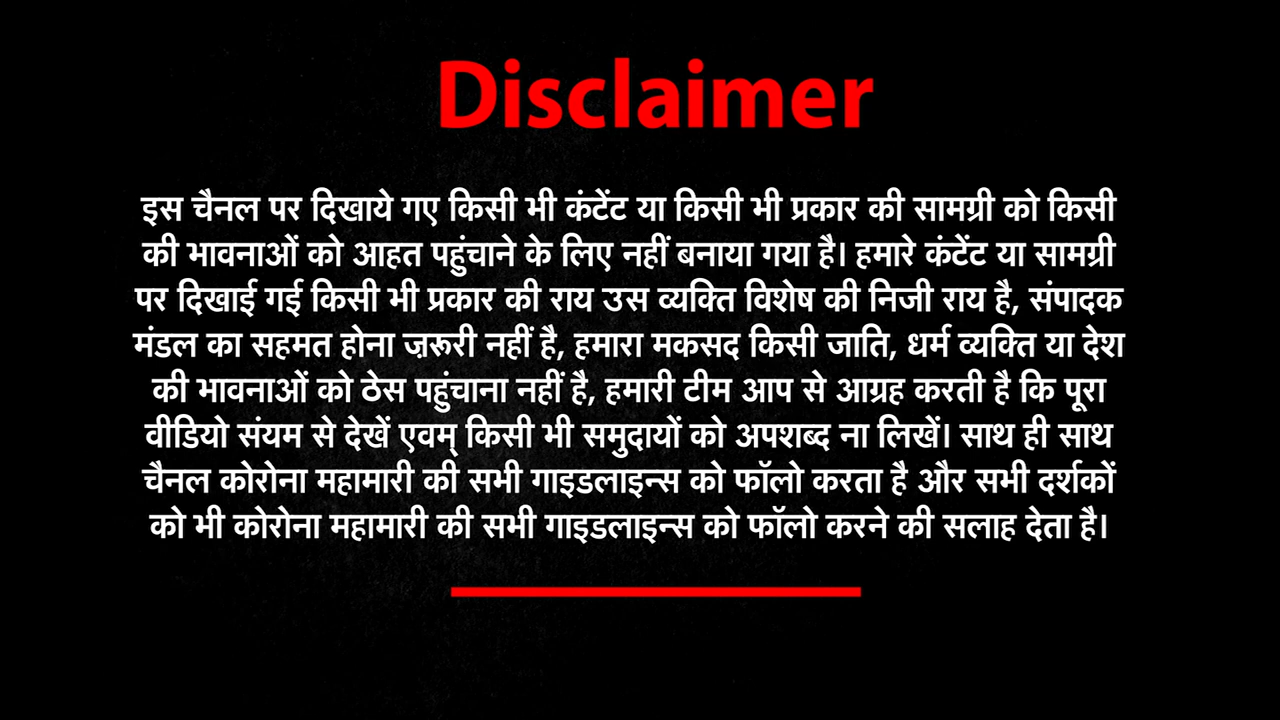 Disclaimer
इस चैनल पर दिखाये गए किसी भी कंटेंट या किसी भी प्रकार की सामग्री को किसी
की भावनाओं को आहत पहुंचाने के लिए नहीं बनाया गया है। हमारे कंटेंट या सामग्री
पर दिखाई गई किसी भी प्रकार की राय उस व्यक्ति विशेष की निजी राय है, संपादक
मंडल का सहमत होना ज़रूरी नहीं है, हमारा मकसद किसी जाति, धर्म व्यक्ति या देश
की भावनाओं को ठेस पहुंचाना नहीं है, हमारी टीम आप से आग्रह करती है कि पूरा
वीडियो संयम से देखें एवम् किसी भी समुदायों को अपशब्द ना लिखें। साथ ही साथ
चैनल कोरोना महामारी की सभी गाइडलाइन्स को फॉलो करता है और सभी दर्शकों
को भी कोरोना महामारी की सभी गाइडलाइन्स को फॉलो करने की सलाह देता है।